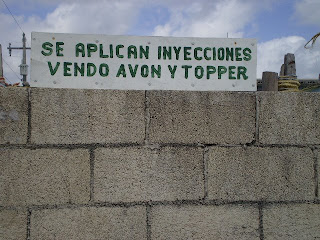 SE APLICAN INYECCIONES
VENDO AVON Y TOPPER